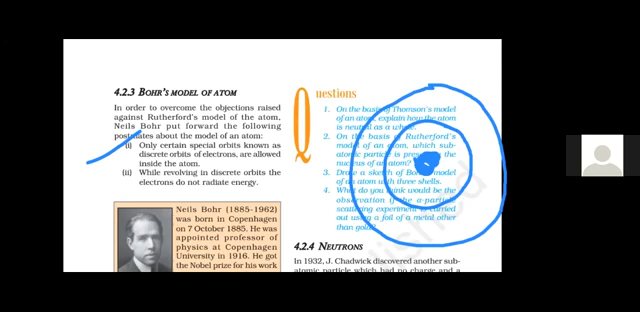 4.2.3 BOHR'S MODEL OF ATOM
In order to overcome the objections raised
against Rutherford's model of the atom,
Neils Bohr put forward the following
postulates about the model of an atom:
(i) Only certain special orbits known as
discrete orbits of electrons, are allowed
inside the atom.
(ii) While revolving in discrete orbits the
electrons do not radiate energy.
Neils Bohr (1885-1962)
was born in Copenhagen
on 7 October 1885. He was
appointed professor of
physics at Copenhagen
University in 1916. He got
the Nobel prize for his work
Questions
1. On the basis of Thomson's model
of an atom, explain how the atom
is neutral as a whole.
2. On the basis of Rutherford's
model of an atom, which sub-
atomic particle is present in the
nucleus of an atom?
3. Draw a sketch of Bohr's model
of an atom with three shells.
4. What do you think would be the
observation if the α-particle
scattering experiment is carried
out using a foil of a metal other
than gold?
4.2.4 NEUTRONS
In 1932, J. Chadwick discovered another sub-
atomic particle which had no charge and a